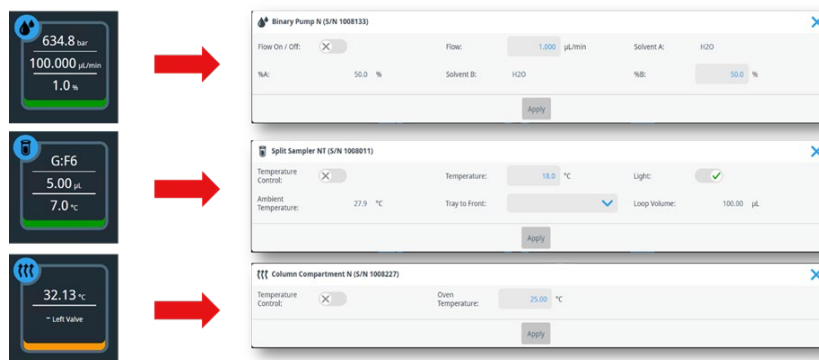 634.8 bar
100.000 µL/min
1.0 %
Binary Pump N (S/N 1008133)
Flow On / Off: Flow: 1.000 µL/min Solvent A: H2O
%A: 50.0 % Solvent B: H2O %B: 50.0 %
Apply
G:F6
5.00 µL
7.0 °C
Split Sampler NT (S/N 1008011)
Temperature Control: Temperature: 18.0 °C Light:
Ambient Temperature: 27.9 °C Tray to Front: Loop Volume: 100.00 µL
Apply
32.13 °C
- Left Valve
Column Compartment N (S/N 1008227)
Temperature Control: Oven Temperature: 25.00 °C
Apply